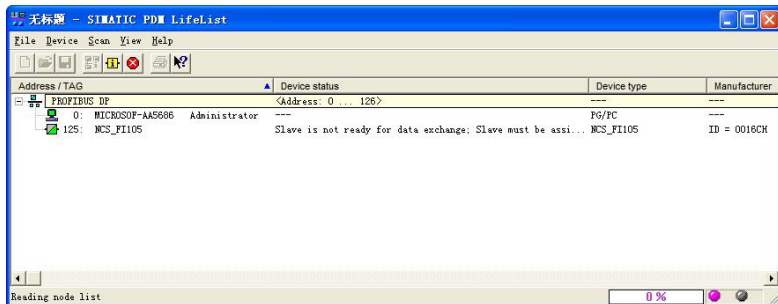 无标题 - SIMATIC PDM LifeList
File Device Scan View Help
Address / TAG Device status Device type Manufacturer
PROFIBUS DP <Address: 0 ... 126> --- ---
0: MICROSOF-AA5686 Administrator --- PG/PC ---
125: NCS_FI105 Slave is not ready for data exchange; Slave must be assi... NCS_FI105 ID = 0016CH
Reading node list 0 %